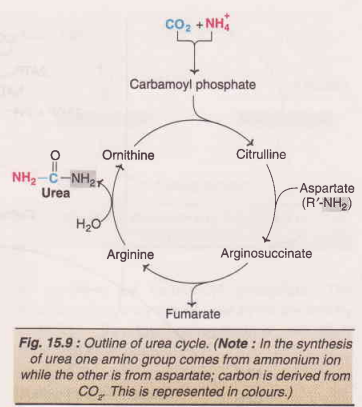 CO2 + NH4+
Carbamoyl phosphate
Ornithine
Citrulline
O
NH2–C–NH2
Urea
Aspartate
(R'-NH2)
H2O
Arginine
Arginosuccinate
Fumarate
Fig. 15.9 : Outline of urea cycle. (Note : In the synthesis
of urea one amino group comes from ammonium ion
while the other is from aspartate; carbon is derived from
CO2. This is represented in colours.)